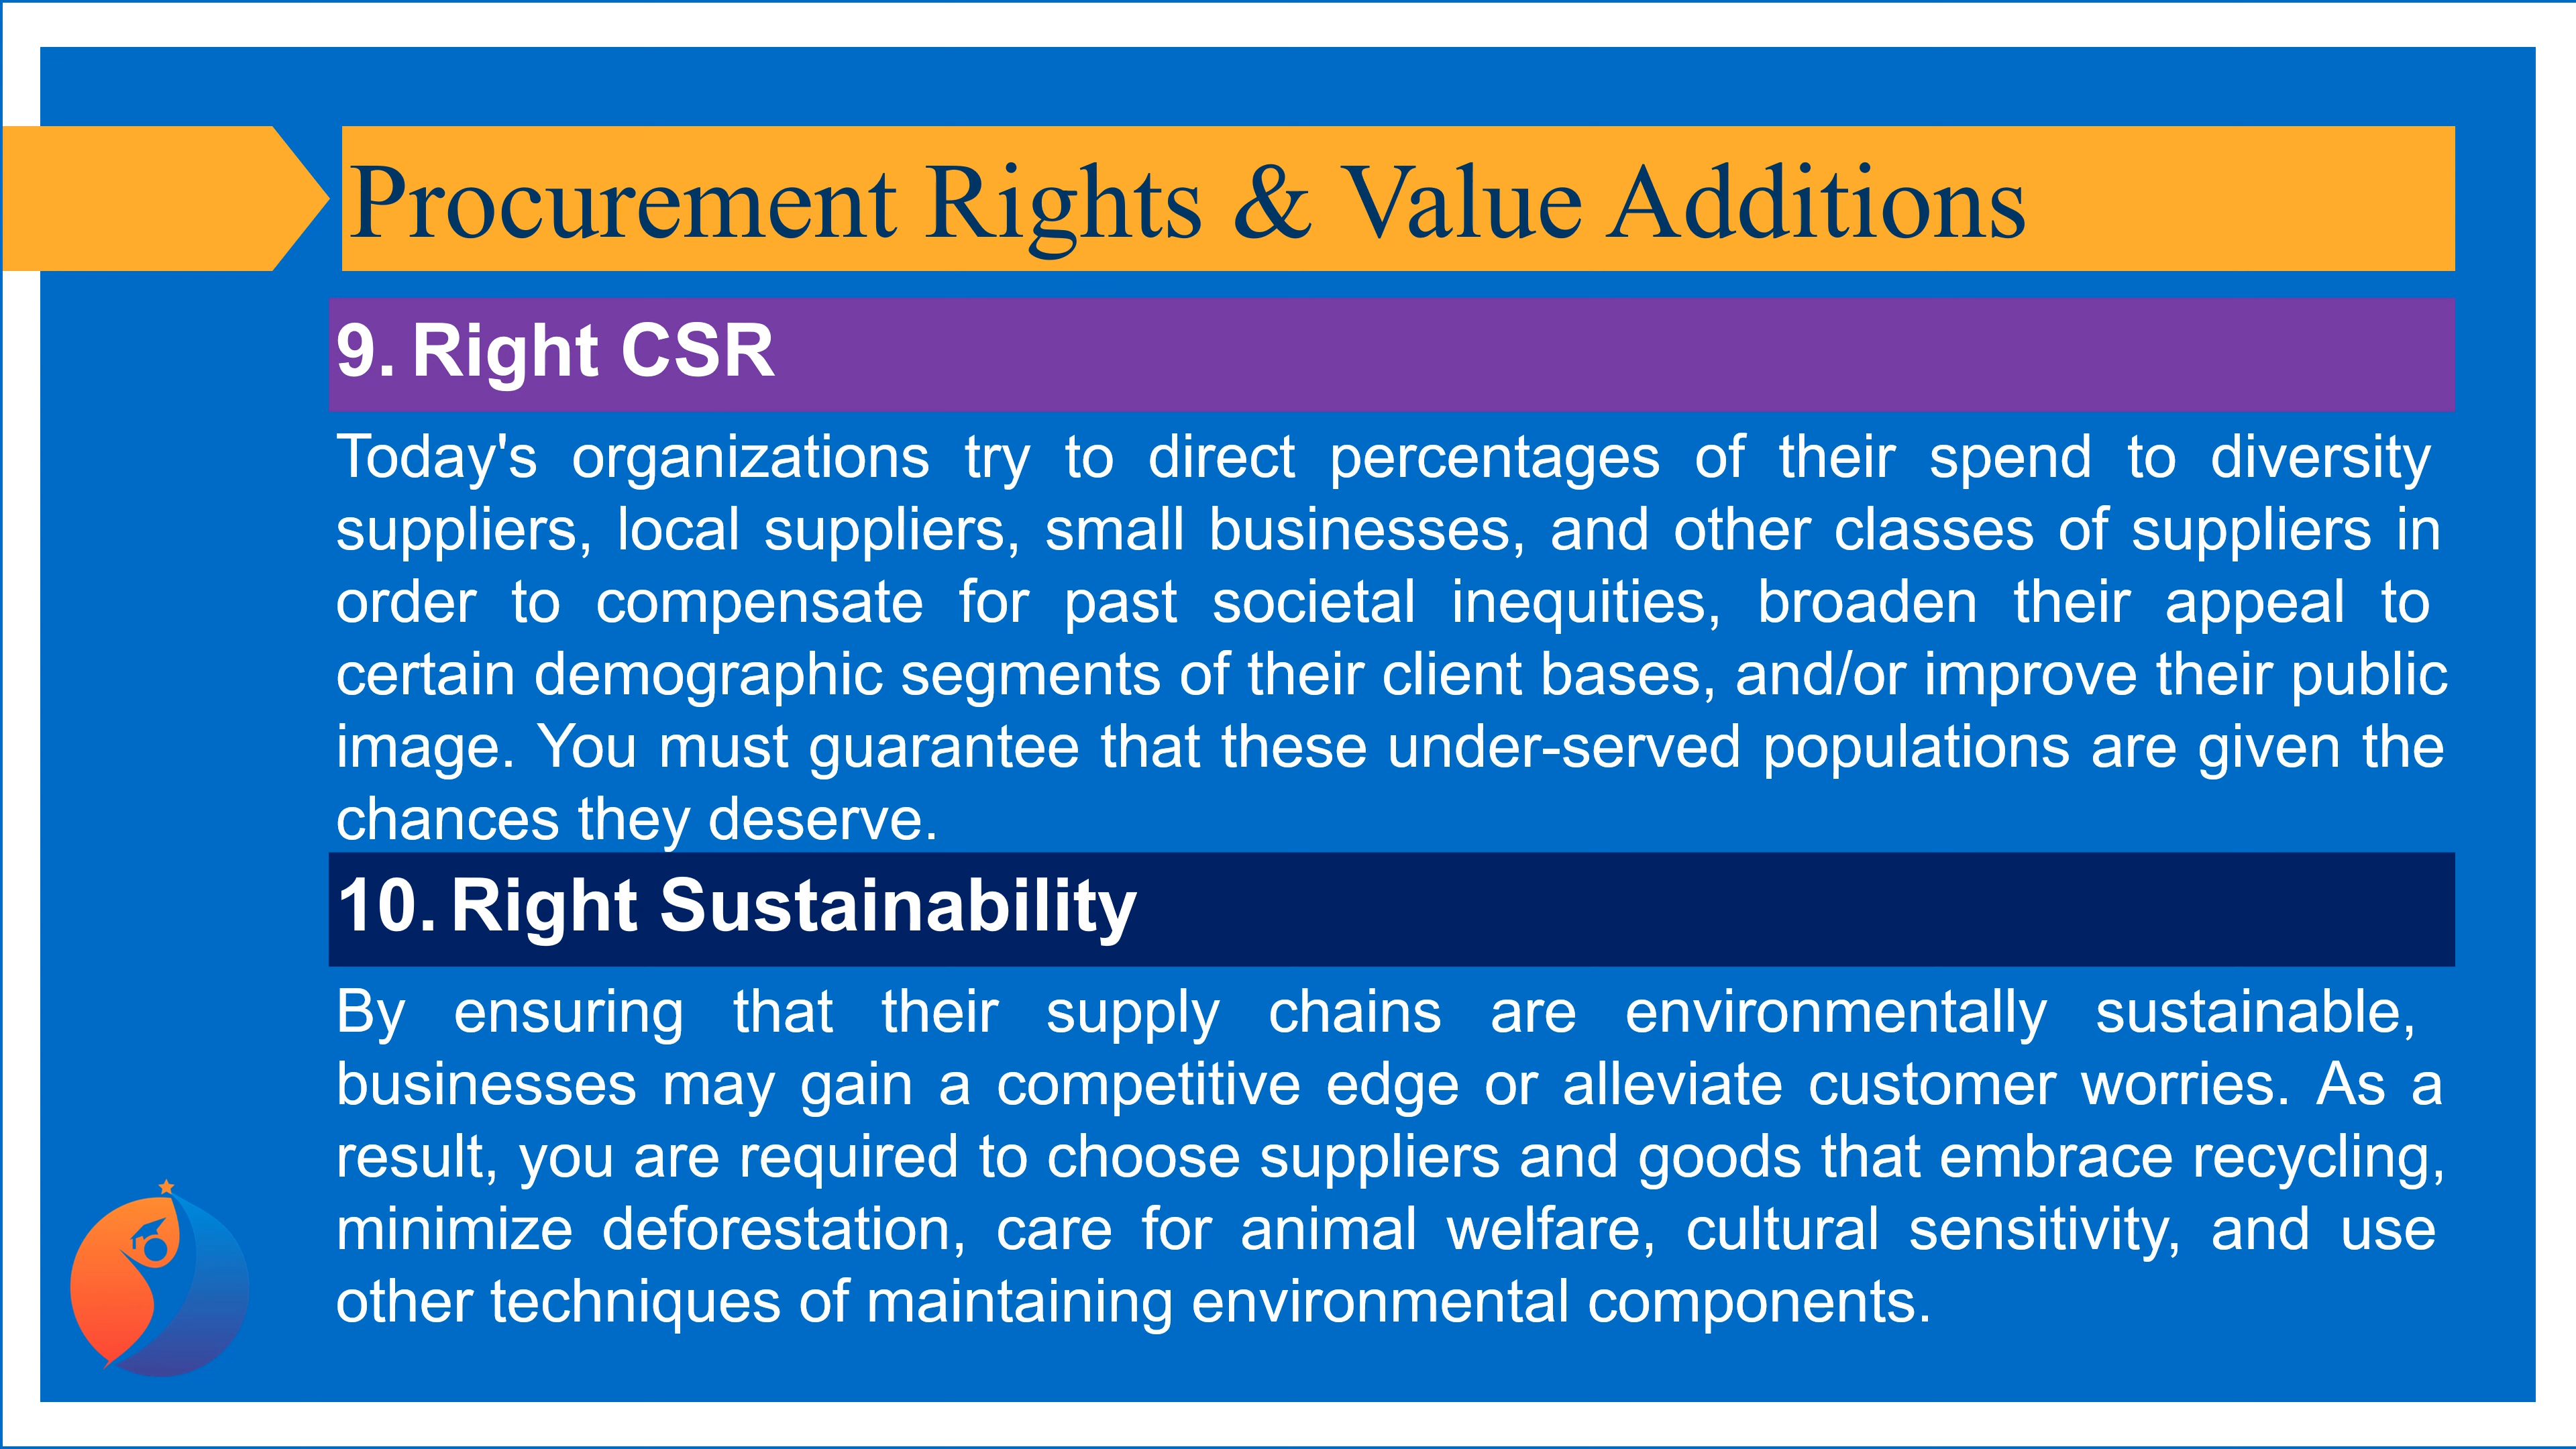 Procurement Rights & Value Additions
9. Right CSR
Today's organizations try to direct percentages of their spend to diversity
suppliers, local suppliers, small businesses, and other classes of suppliers in
order to compensate for past societal inequities, broaden their appeal to
certain demographic segments of their client bases, and/or improve their public
image. You must guarantee that these under-served populations are given the
chances they deserve.
10. Right Sustainability
By ensuring that their supply chains are environmentally sustainable,
businesses may gain a competitive edge or alleviate customer worries. As a
result, you are required to choose suppliers and goods that embrace recycling,
minimize deforestation, care for animal welfare, cultural sensitivity, and use
other techniques of maintaining environmental components.